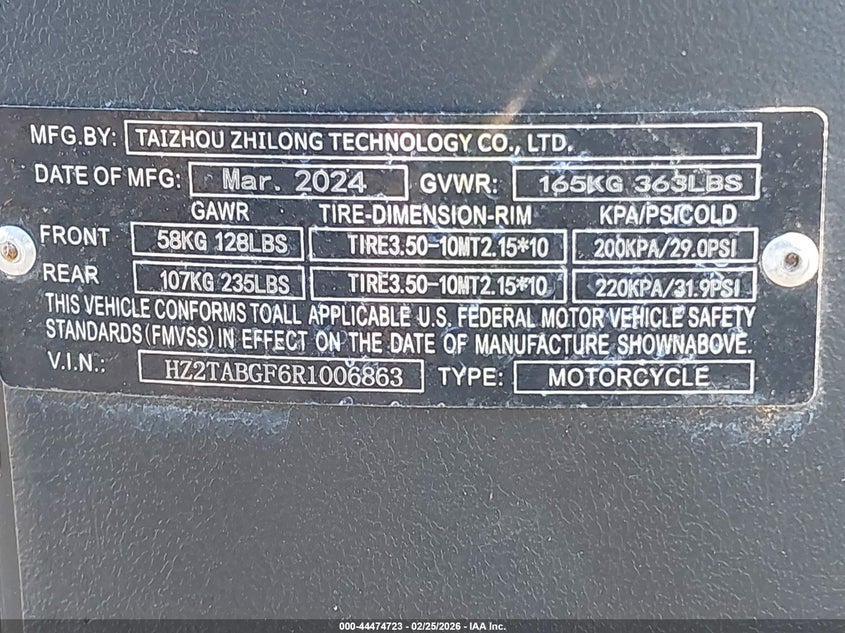 MFG.BY: TAIZHOU ZHILONG TECHNOLOGY CO., LTD.
DATE OF MFG: Mar. 2024 GVWR: 165KG 363LBS
GAWR TIRE-DIMENSION-RIM KPA/PSICOLD
FRONT 58KG 128LBS TIRE3.50-10MT2.15*10 200KPA/29.0PSI
REAR 107KG 235LBS TIRE3.50-10MT2.15*10 220KPA/31.9PSI
THIS VEHICLE CONFORMS TOALL APPLICABLE U.S. FEDERAL MOTOR VEHICLE SAFETY
STANDARDS (FMVSS) IN EFFECT ON THE DATE OF MANUFACTURE SHOWNABOVE.
V.I.N.: HZ2TABGF6R1006863 TYPE: MOTORCYCLE
000-44474723 - 02/25/2026 - IAA Inc.